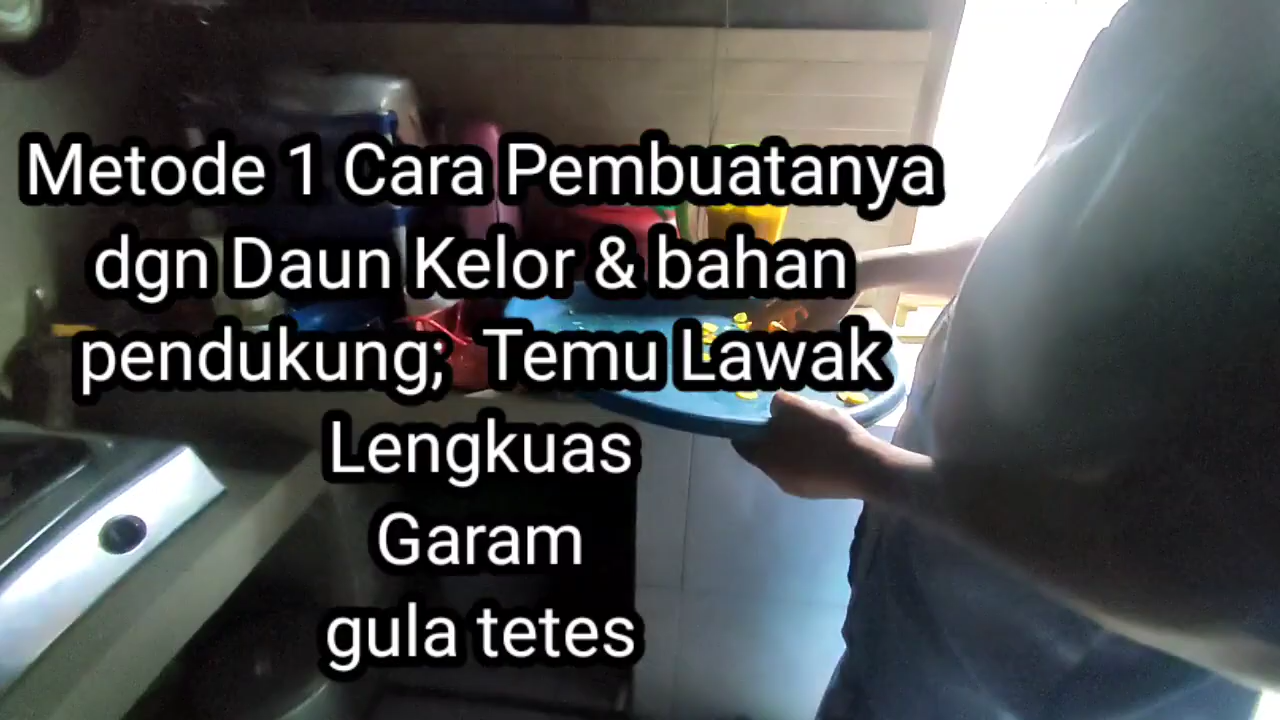 Metode 1 Cara Pembuatanya
dgn Daun Kelor & bahan
pendukung;  Temu Lawak
Lengkuas
Garam
gula tetes